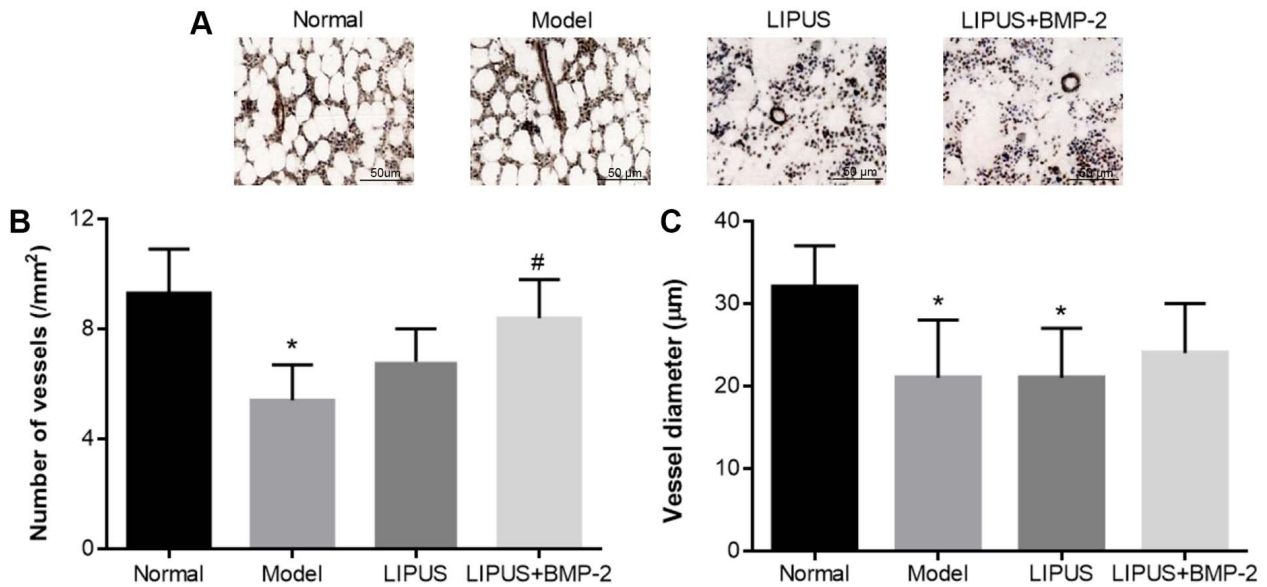 A
Normal
Model
LIPUS
LIPUS+BMP-2
50um
50 µm
50 µm
50 µm
B
Number of vessels (/mm²)
12
8
4
0
*
#
Normal
Model
LIPUS
LIPUS+BMP-2
C
Vessel diameter (µm)
40
30
20
10
0
*
*
Normal
Model
LIPUS
LIPUS+BMP-2